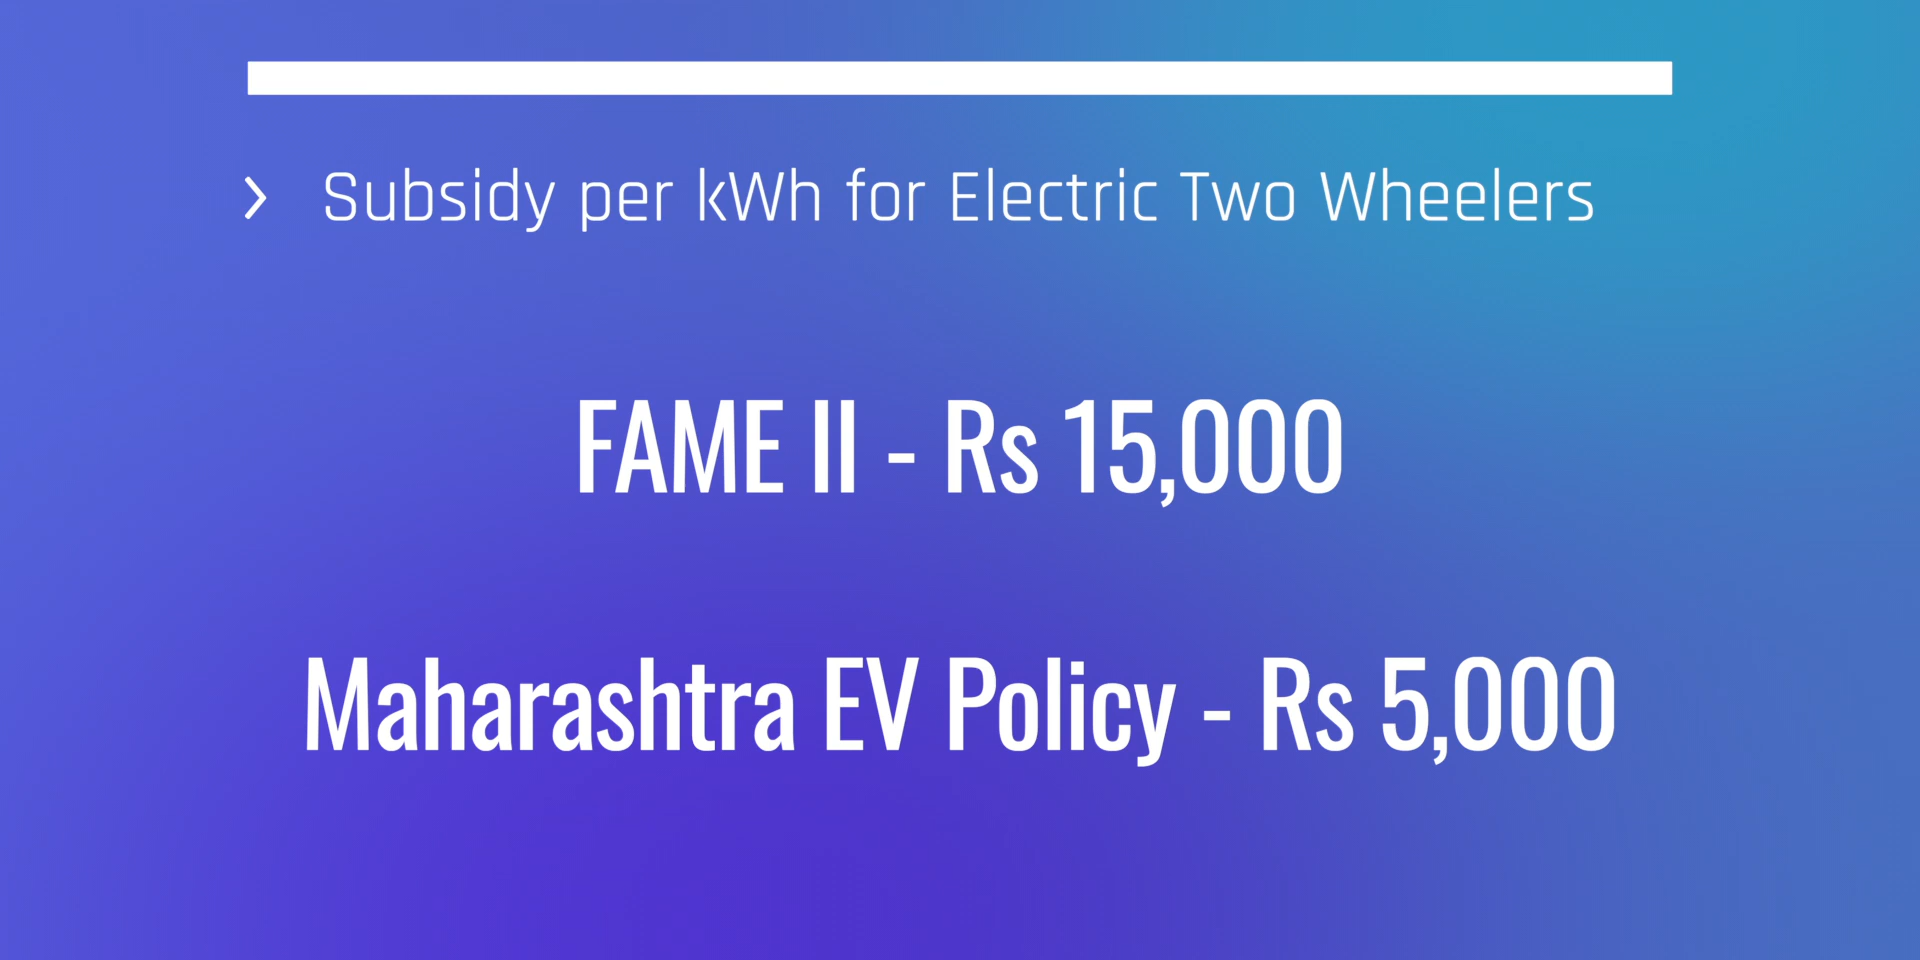 › Subsidy per kWh for Electric Two Wheelers
FAME II - Rs 15,000
Maharashtra EV Policy - Rs 5,000